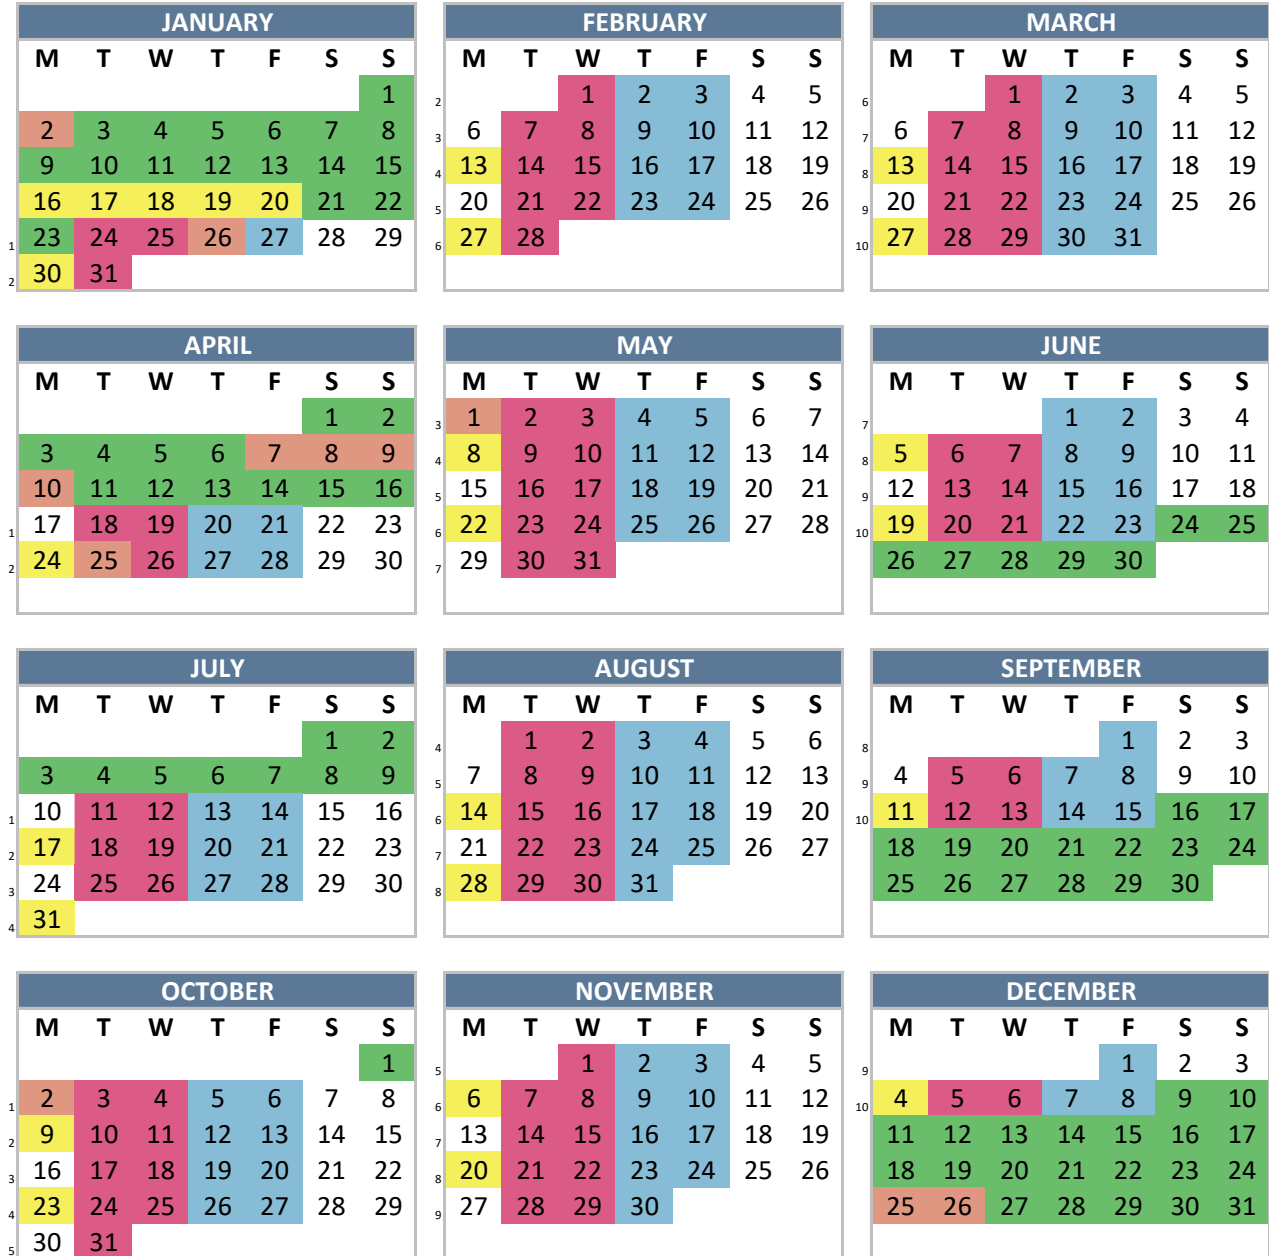 JANUARY FEBRUARY MARCH
M T W T F S S M T W T F S S M T W T F S S
1 2 1 2 3 4 5 6 1 2 3 4 5
2 3 4 5 6 7 8 3 6 7 8 9 10 11 12 7 6 7 8 9 10 11 12
9 10 11 12 13 14 15 4 13 14 15 16 17 18 19 8 13 14 15 16 17 18 19
16 17 18 19 20 21 22 5 20 21 22 23 24 25 26 9 20 21 22 23 24 25 26
1 23 24 25 26 27 28 29 6 27 28 10 27 28 29 30 31
2 30 31
APRIL MAY JUNE
M T W T F S S M T W T F S S M T W T F S S
1 2 3 1 2 3 4 5 6 7 7 1 2 3 4
3 4 5 6 7 8 9 4 8 9 10 11 12 13 14 8 5 6 7 8 9 10 11
10 11 12 13 14 15 16 5 15 16 17 18 19 20 21 9 12 13 14 15 16 17 18
1 17 18 19 20 21 22 23 6 22 23 24 25 26 27 28 10 19 20 21 22 23 24 25
2 24 25 26 27 28 29 30 7 29 30 31 26 27 28 29 30
JULY AUGUST SEPTEMBER
M T W T F S S M T W T F S S M T W T F S S
1 2 4 1 2 3 4 5 6 8 1 2 3
3 4 5 6 7 8 9 5 7 8 9 10 11 12 13 9 4 5 6 7 8 9 10
1 10 11 12 13 14 15 16 6 14 15 16 17 18 19 20 10 11 12 13 14 15 16 17
2 17 18 19 20 21 22 23 7 21 22 23 24 25 26 27 18 19 20 21 22 23 24
3 24 25 26 27 28 29 30 8 28 29 30 31 25 26 27 28 29 30
4 31
OCTOBER NOVEMBER DECEMBER
M T W T F S S M T W T F S S M T W T F S S
1 5 1 2 3 4 5 9 1 2 3
1 2 3 4 5 6 7 8 6 6 7 8 9 10 11 12 10 4 5 6 7 8 9 10
2 9 10 11 12 13 14 15 7 13 14 15 16 17 18 19 11 12 13 14 15 16 17
3 16 17 18 19 20 21 22 8 20 21 22 23 24 25 26 18 19 20 21 22 23 24
4 23 24 25 26 27 28 29 9 27 28 29 30 25 26 27 28 29 30 31
5 30 31